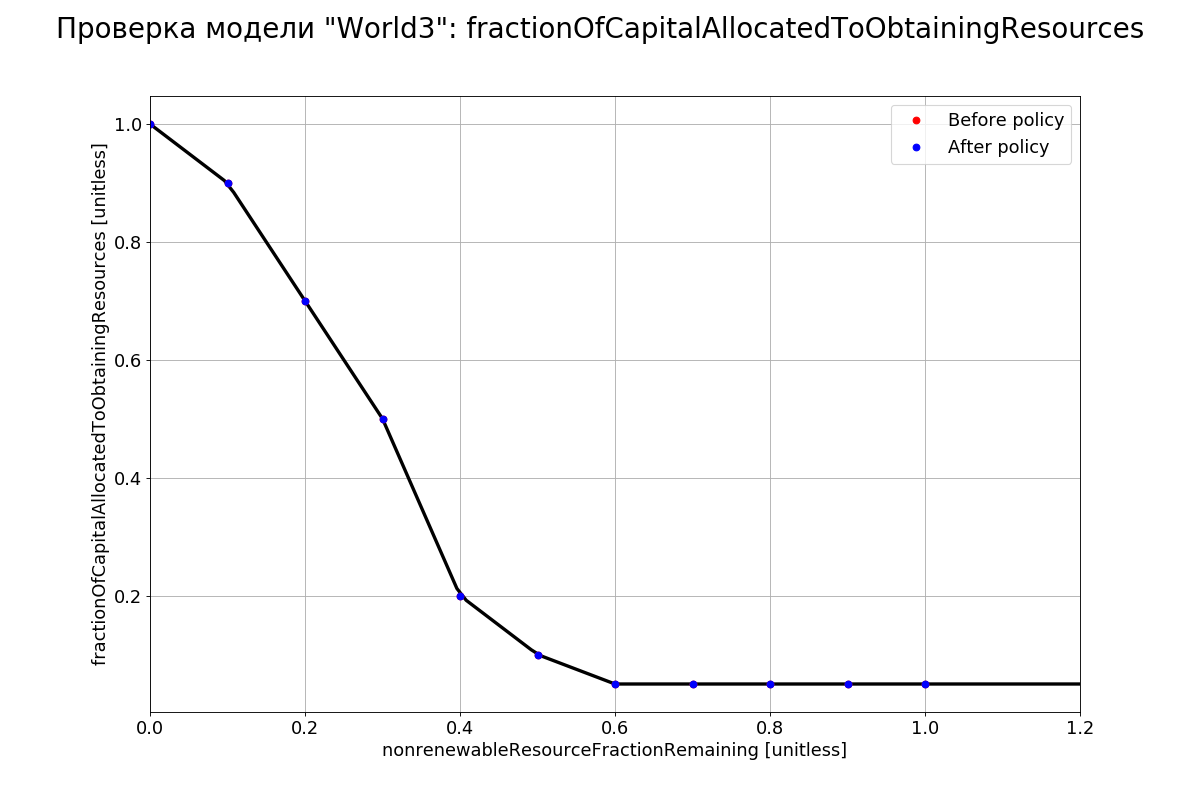 Проверка модели "World3": fractionOfCapitalAllocatedToObtainingResources
Before policy
After policy
fractionOfCapitalAllocatedToObtainingResources [unitless]
1.0
0.8
0.6
0.4
0.2
0.0
0.2
0.4
0.6
0.8
1.0
1.2
nonrenewableResourceFractionRemaining [unitless]